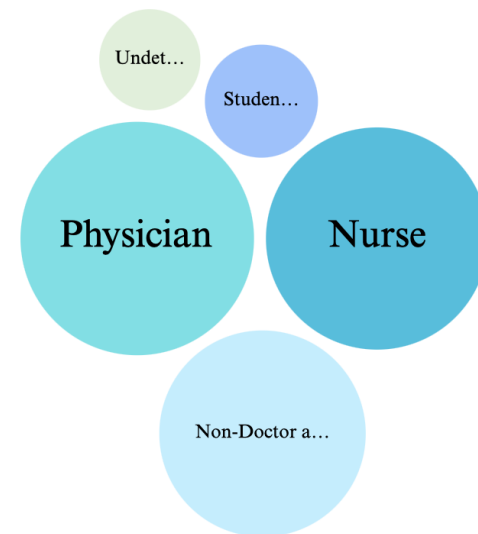 Undet…
Studen…
Physician
Nurse
Non-Doctor a…